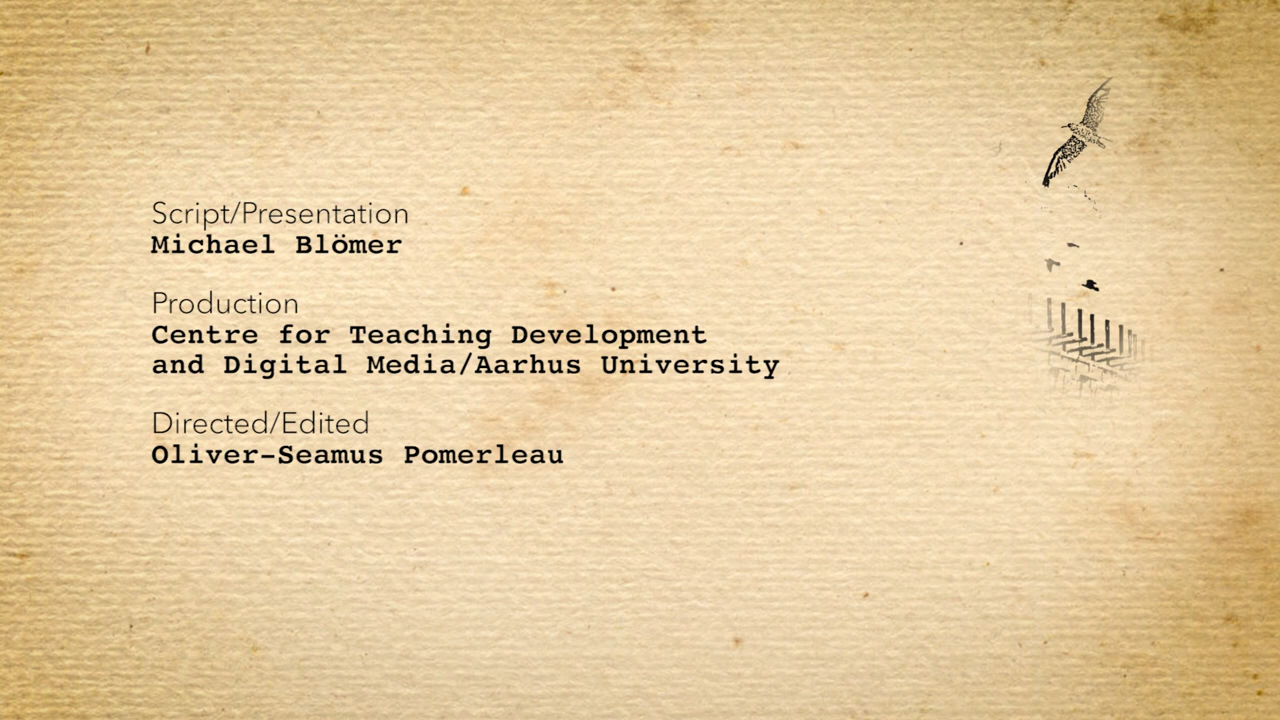 Script/Presentation
Michael Blömer
Production
Centre for Teaching Development
and Digital Media/Aarhus University
Directed/Edited
Oliver-Seamus Pomerleau